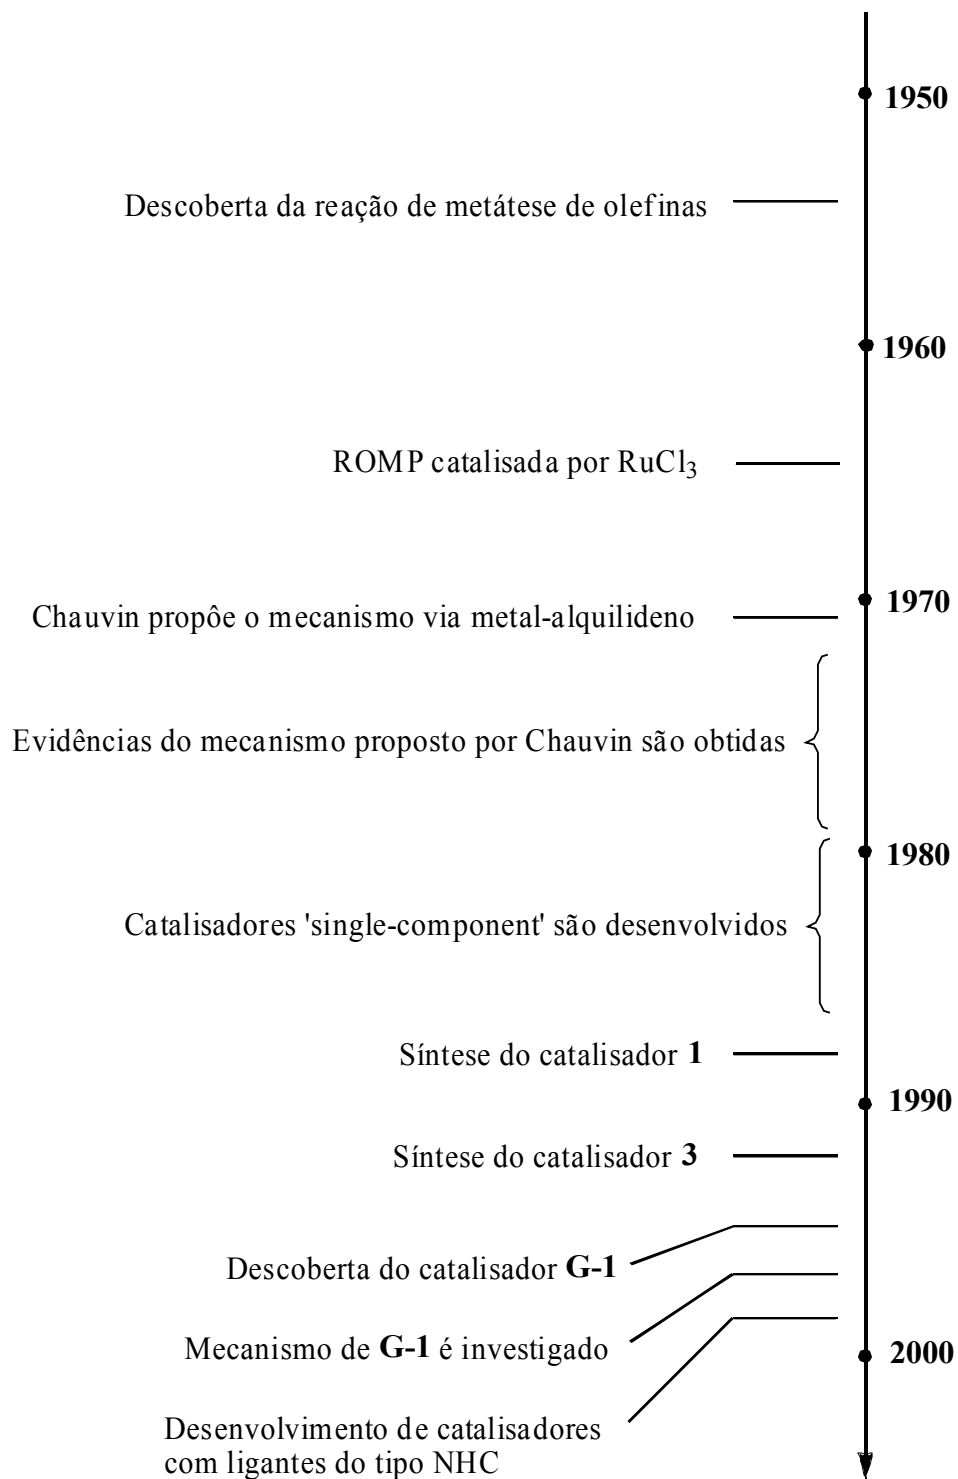 1950
Descoberta da reação de metátese de olefinas
1960
ROMP catalisada por RuCl3
1970
Chauvin propôe o mecanismo via metal-alquilideno
Evidências do mecanismo proposto por Chauvin são obtidas
1980
Catalisadores 'single-component' são desenvolvidos
Síntese do catalisador 1
1990
Síntese do catalisador 3
Descoberta do catalisador G-1
Mecanismo de G-1 é investigado
2000
Desenvolvimento de catalisadores
com ligantes do tipo NHC